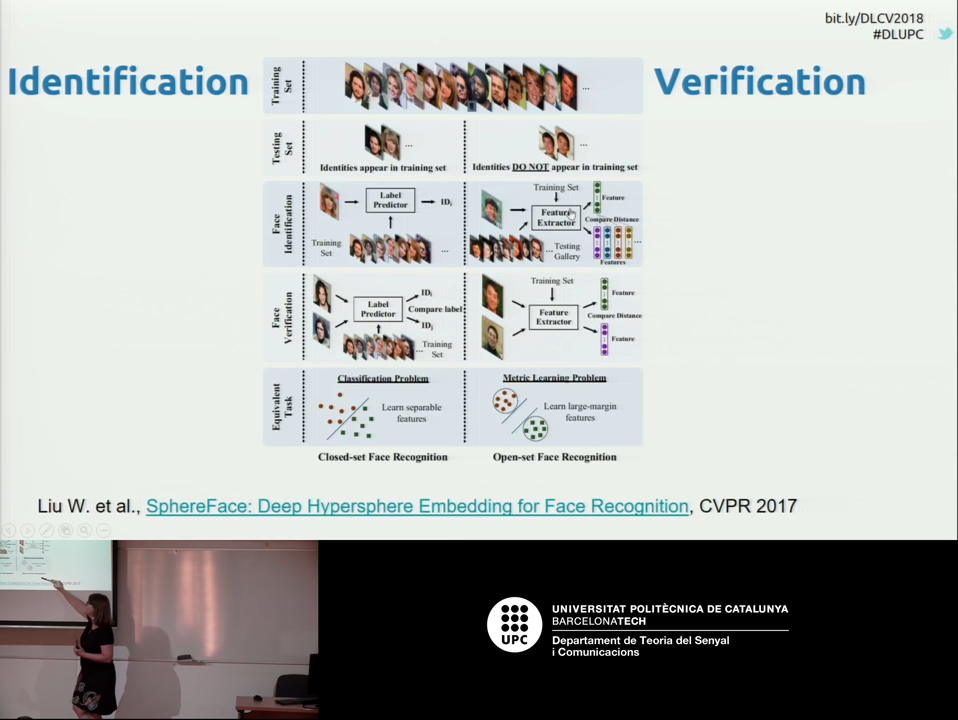 bit.ly/DLCV2018
#DLUPC
Identification
Verification
Training
Set
...
Testing
Set
...
Identities appear in training set
...
Identities DO NOT appear in training set
Face
Identification
Label
Predictor
IDi
Training
Set
...
Training Set
Feature
Extractor
Feature
Compare Distance
...
Testing
Gallery
Features
...
Face
Verification
Label
Predictor
IDi
Compare label
IDj
...
Training
Set
Training Set
Feature
Extractor
Feature
Compare Distance
Feature
Equivalent
Task
Classification Problem
Learn separable
features
Metric Learning Problem
Learn large-margin
features
Closed-set Face Recognition
Open-set Face Recognition
Liu W. et al., SphereFace: Deep Hypersphere Embedding for Face Recognition, CVPR 2017
UPC
UNIVERSITAT POLITÈCNICA DE CATALUNYA
BARCELONATECH
Departament de Teoria del Senyal
i Comunicacions